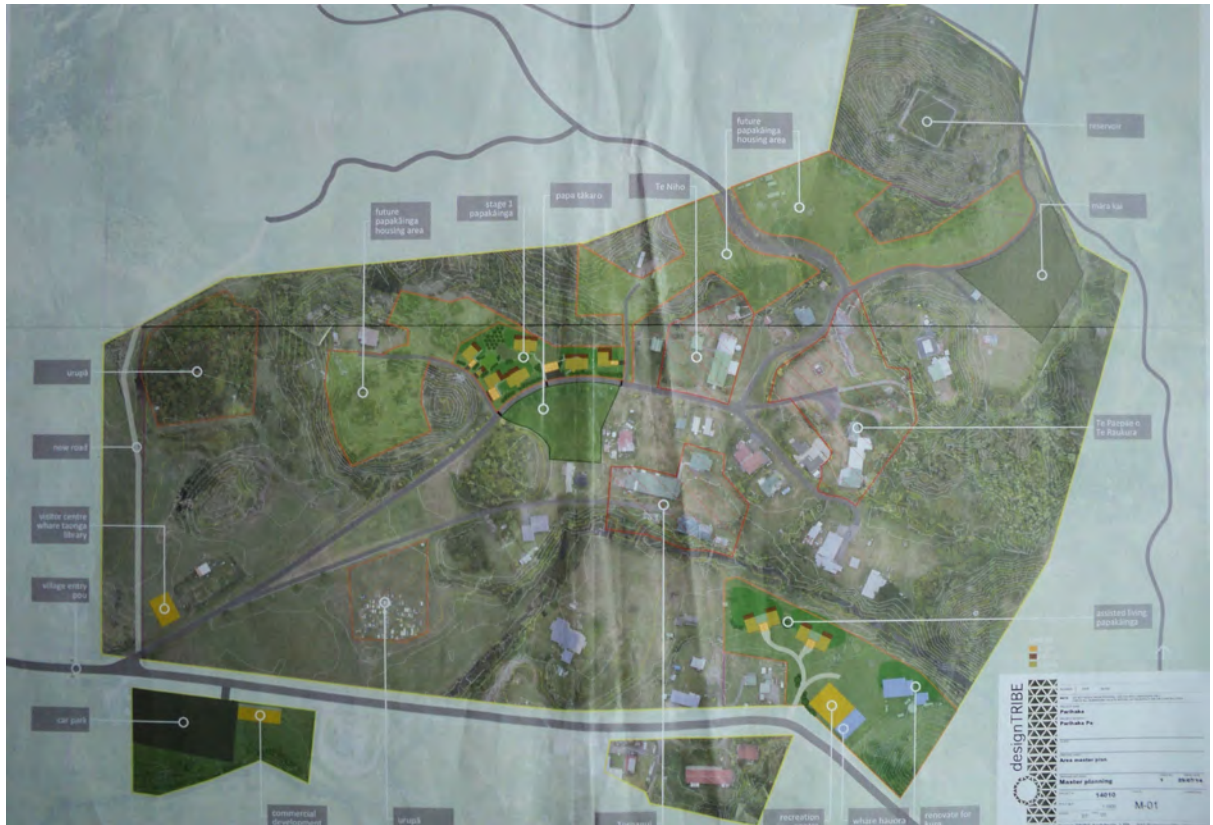 future
papakāinga
housing area
reservoir
stage 1
papakāinga
papa tākaro
Te Niho
future
papakāinga
housing area
māra kai
urupā
new road
Te Paepae o
Te Raukura
visitor centre
whare taonga
library
village entry
pou
assisted living
papakāinga
car park
commercial
development
urupā
recreation
whare hauora
renovate for
designTRIBE
Parihaka
Parihaka Pa
Area master plan
Master planning
14010
M-01